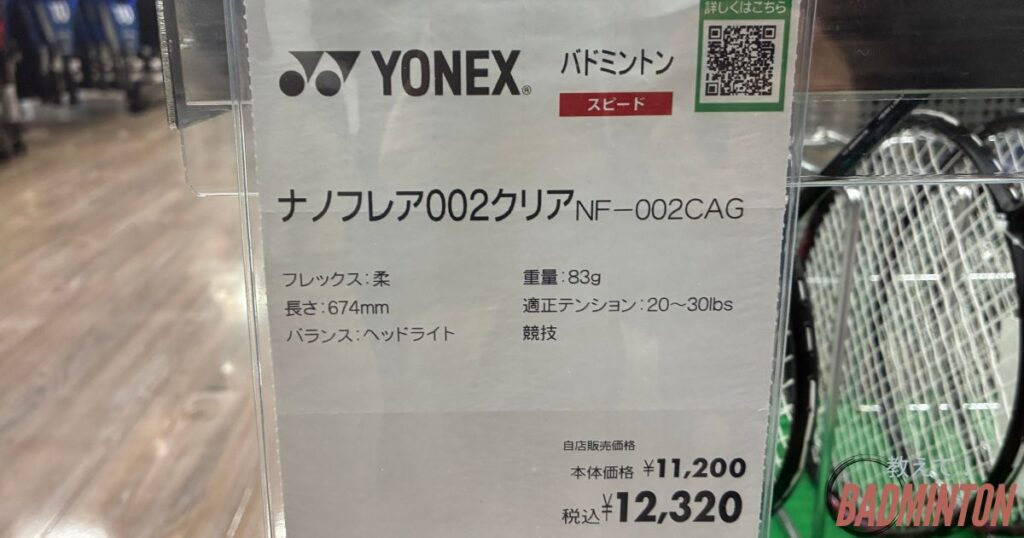 詳しくはこちら
YONEX® バドミントン
スピード
ナノフレア002クリアNF-002CAG
フレックス:柔 重量:83g
長さ:674mm 適正テンション:20~30lbs
バランス:ヘッドライト 競技
自店販売価格
本体価格 ¥11,200
税込¥12,320
教えて
BADMINTON